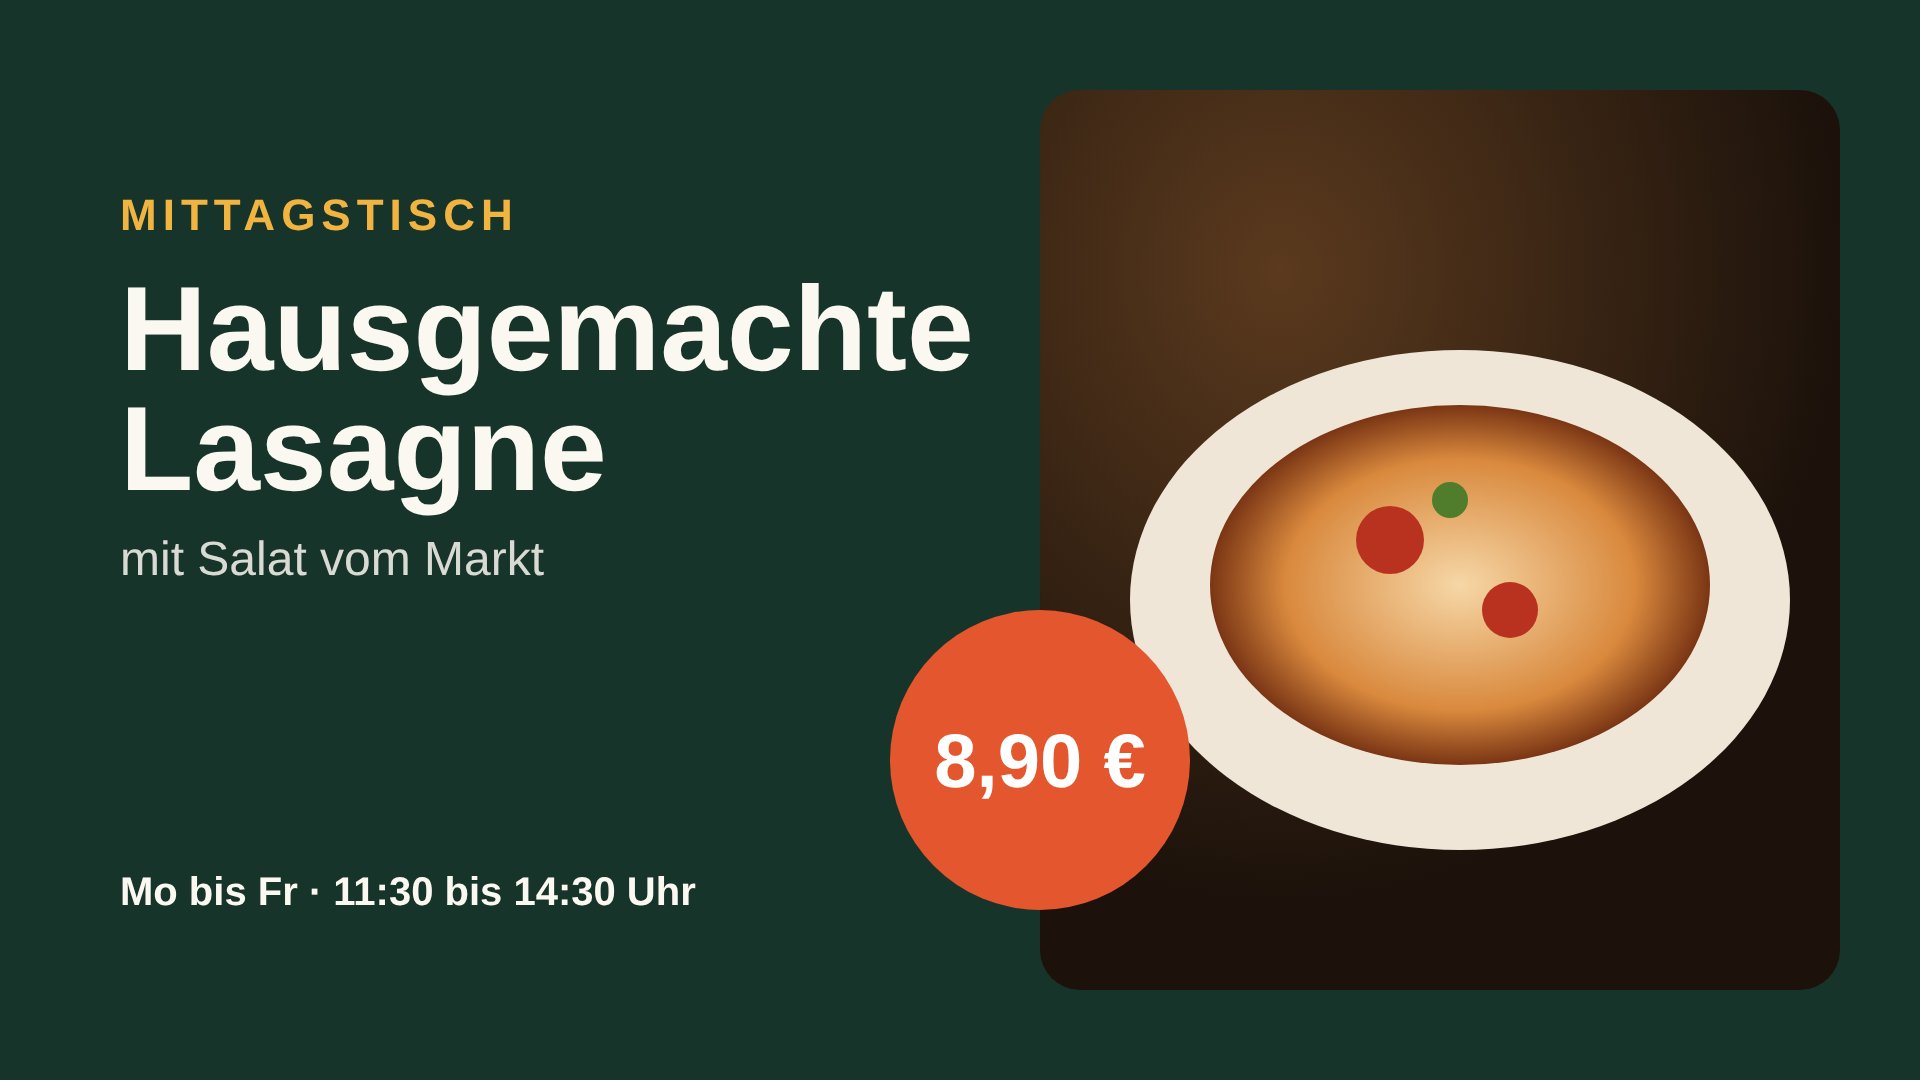 MITTAGSTISCH
Hausgemachte
Lasagne
mit Salat vom Markt
8,90 €
Mo bis Fr · 11:30 bis 14:30 Uhr